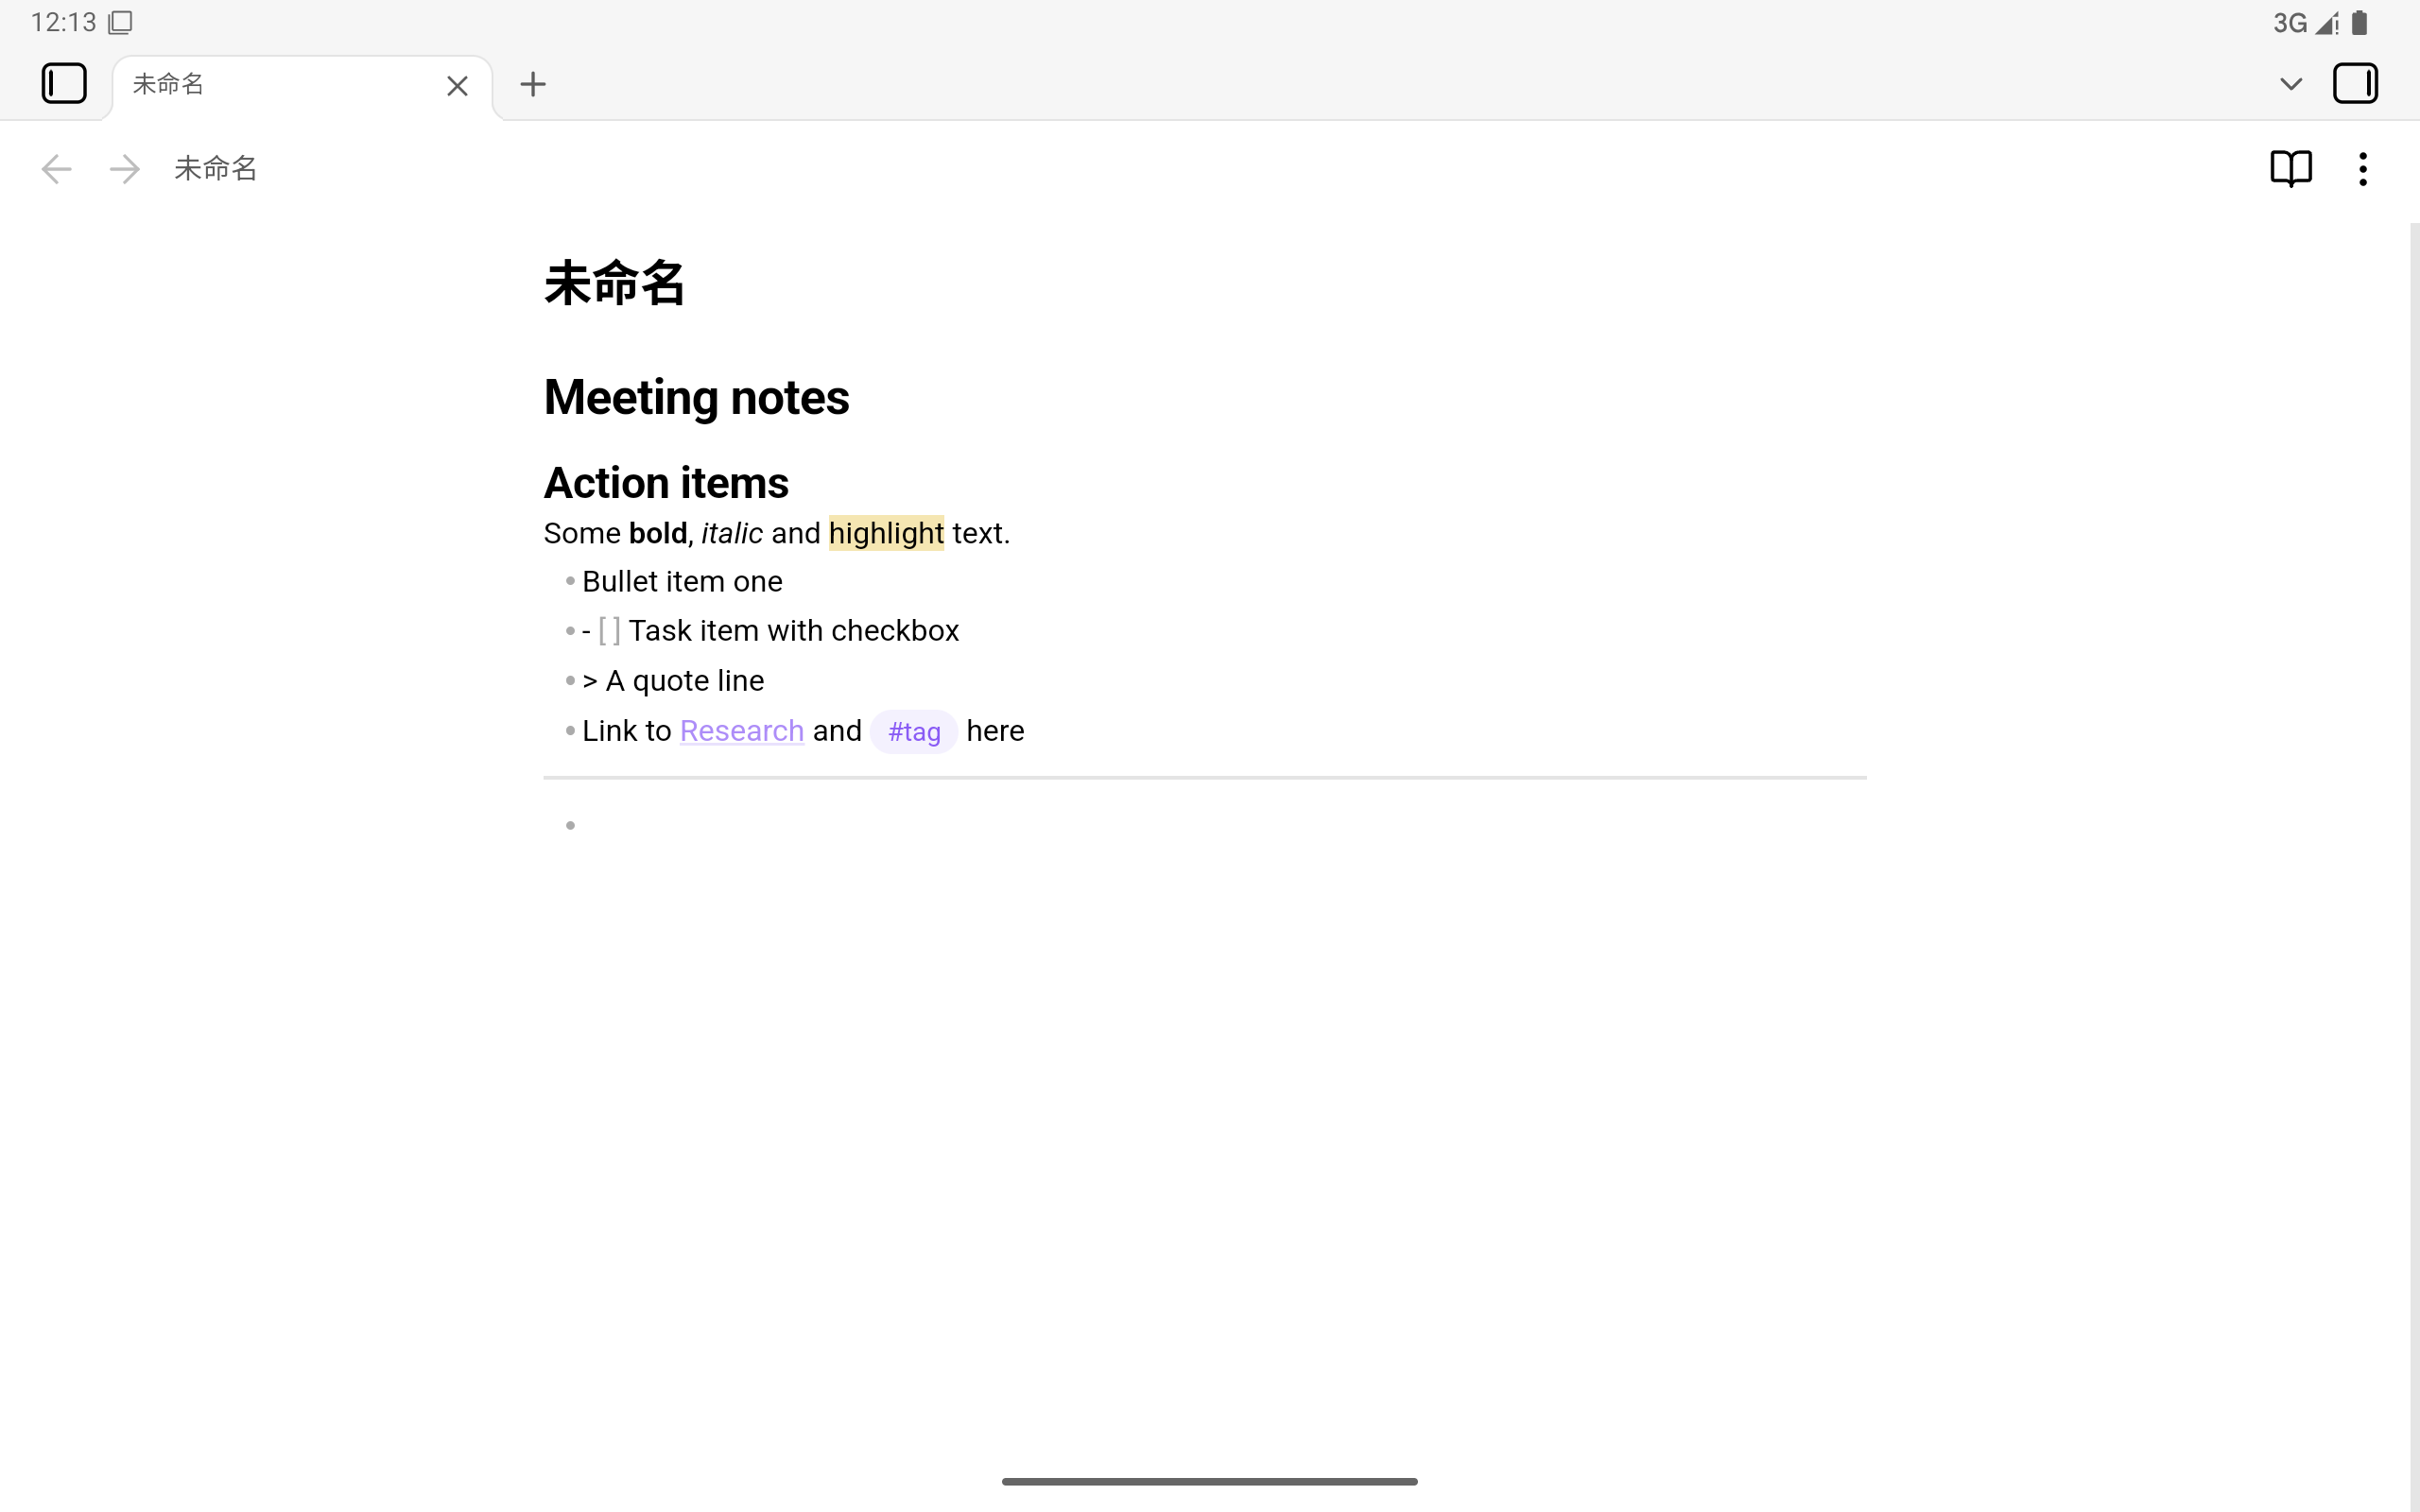 12:13
3G
未命名
未命名
未命名
Meeting notes
Action items
Some bold, italic and highlight text.
• Bullet item one
• - [ ] Task item with checkbox
• > A quote line
• Link to Research and #tag here
•